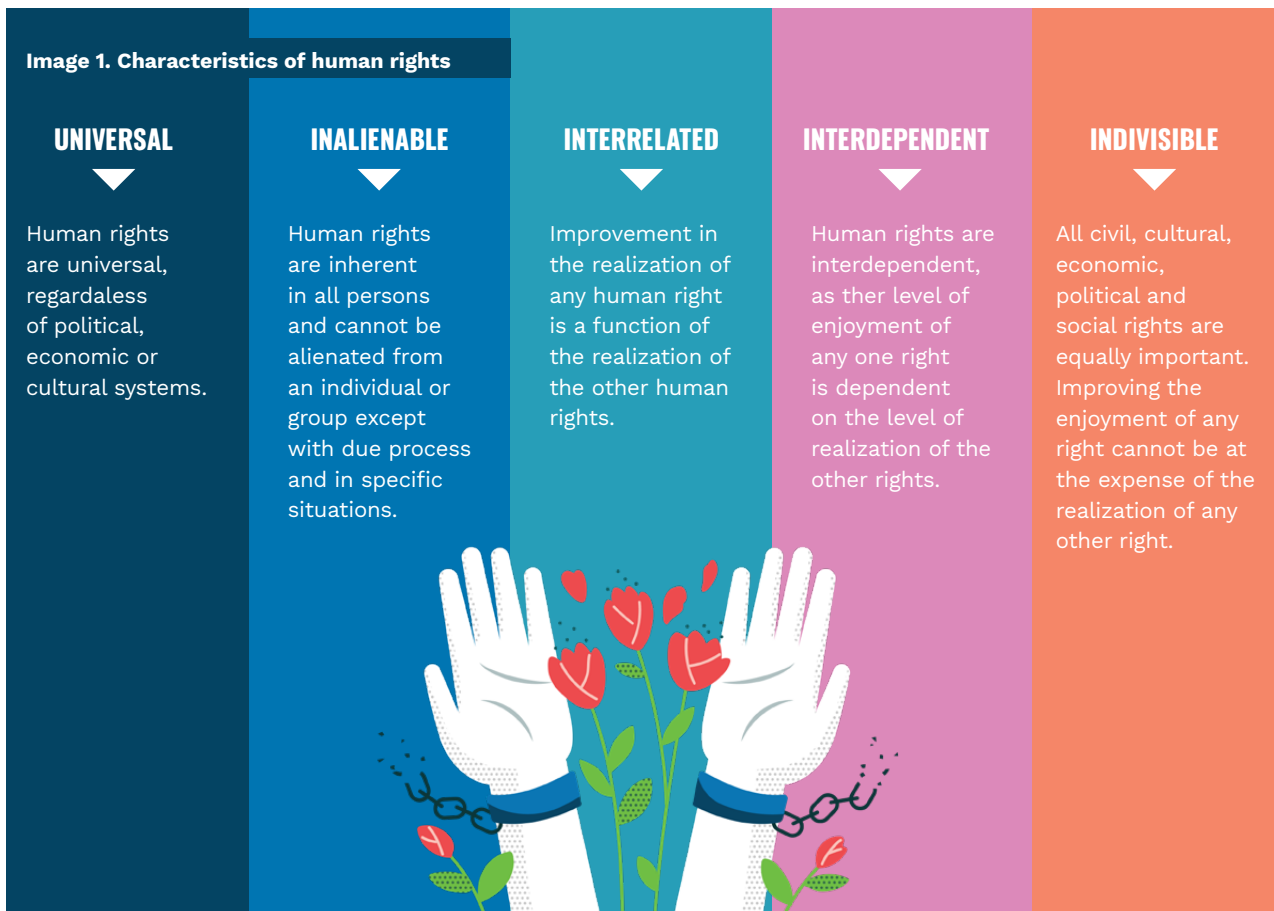 Image 1. Characteristics of human rights
UNIVERSAL
Human rights
are universal,
regardaless
of political,
economic or
cultural systems.
INALIENABLE
Human rights
are inherent
in all persons
and cannot be
alienated from
an individual or
group except
with due process
and in specific
situations.
INTERRELATED
Improvement in
the realization of
any human right
is a function of
the realization of
the other human
rights.
INTERDEPENDENT
Human rights are
interdependent,
as ther level of
enjoyment of
any one right
is dependent
on the level of
realization of the
other rights.
INDIVISIBLE
All civil, cultural,
economic,
political and
social rights are
equally important.
Improving the
enjoyment of any
right cannot be at
the expense of the
realization of any
other right.